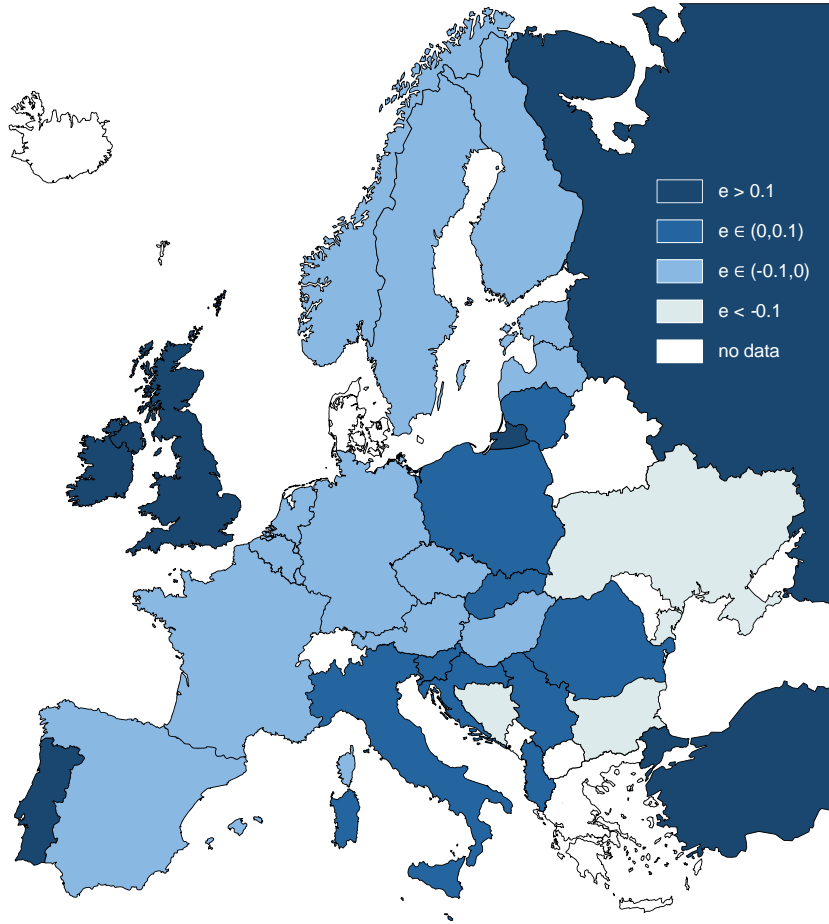 e > 0.1
e ∈ (0,0.1)
e ∈ (-0.1,0)
e < -0.1
no data